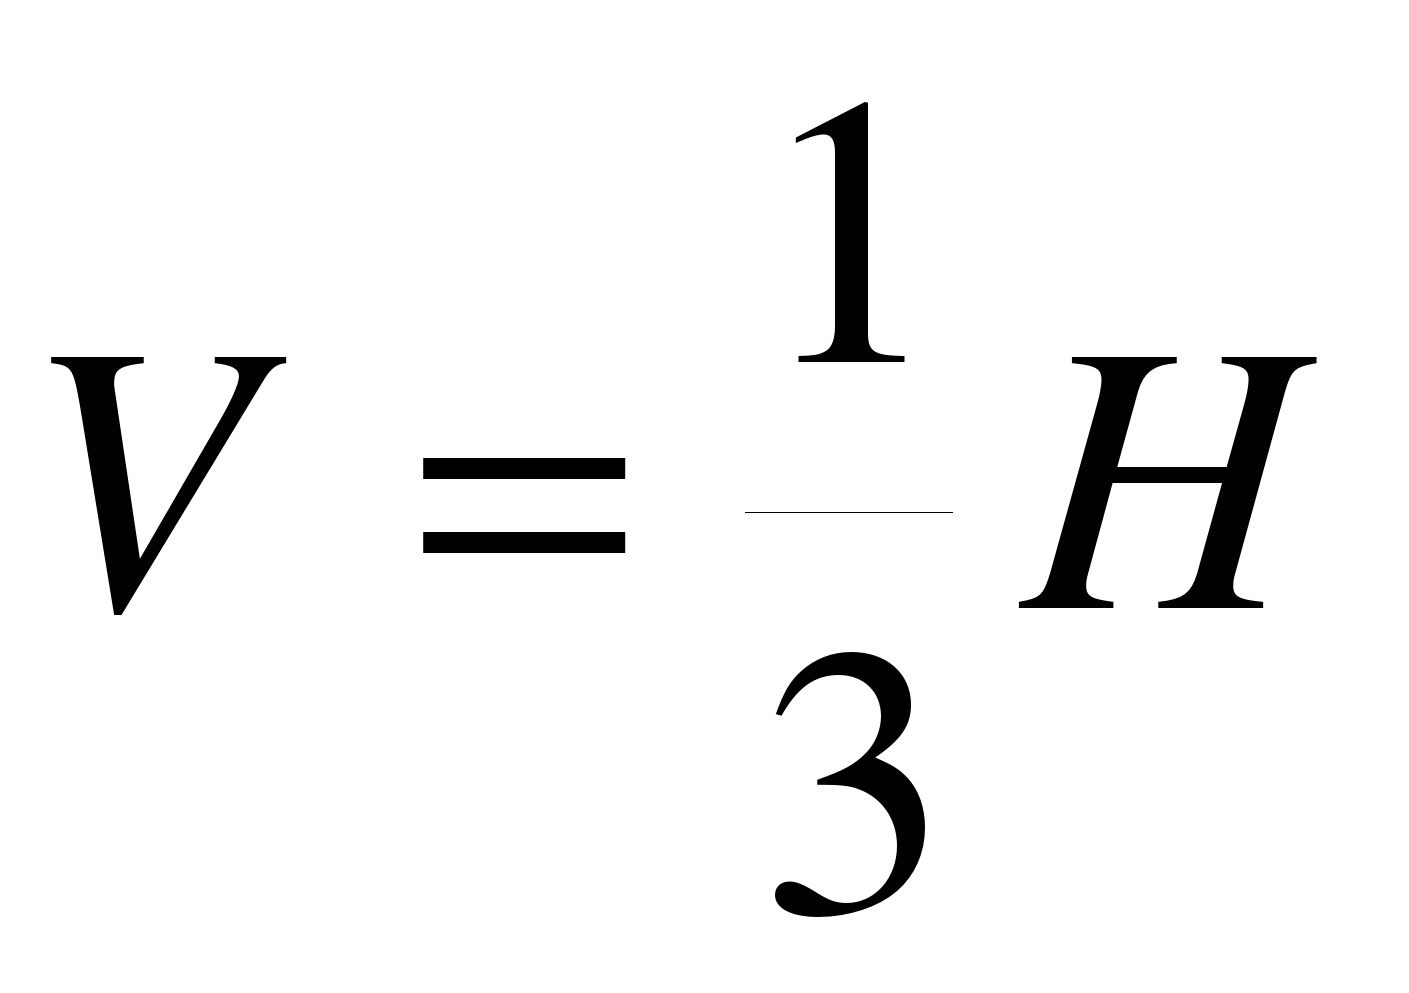 V = 1/3 H